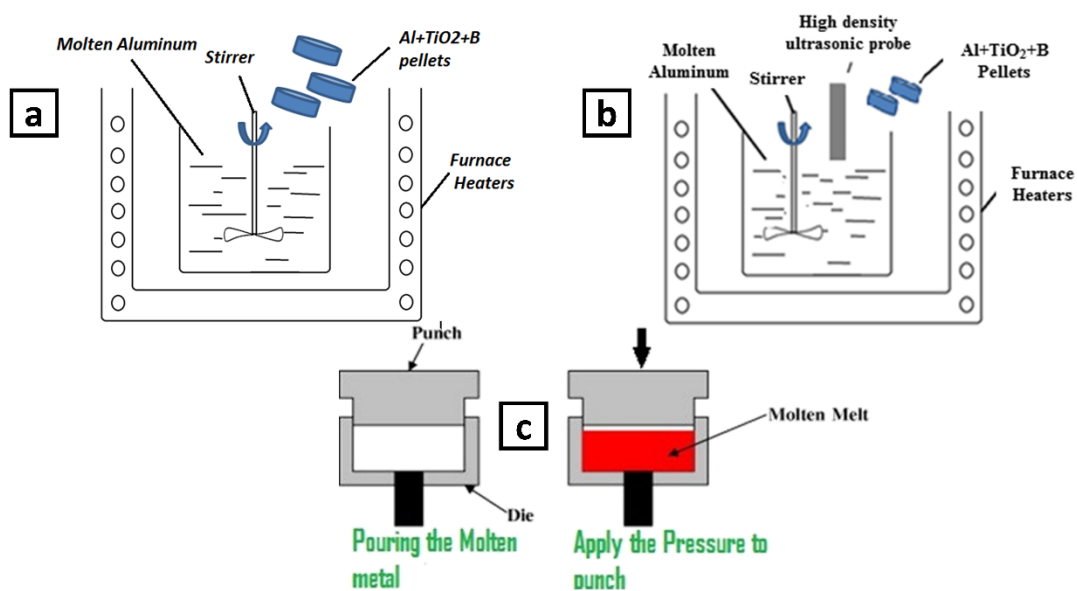 a
Molten Aluminum
Stirrer
Al+TiO2+B
pellets
Furnace
Heaters
b
Molten
Aluminum
Stirrer
High density
ultrasonic probe
Al+TiO₂+B
Pellets
Furnace
Heaters
Punch
c
Molten Melt
Die
Pouring the Molten
metal
Apply the Pressure to
punch